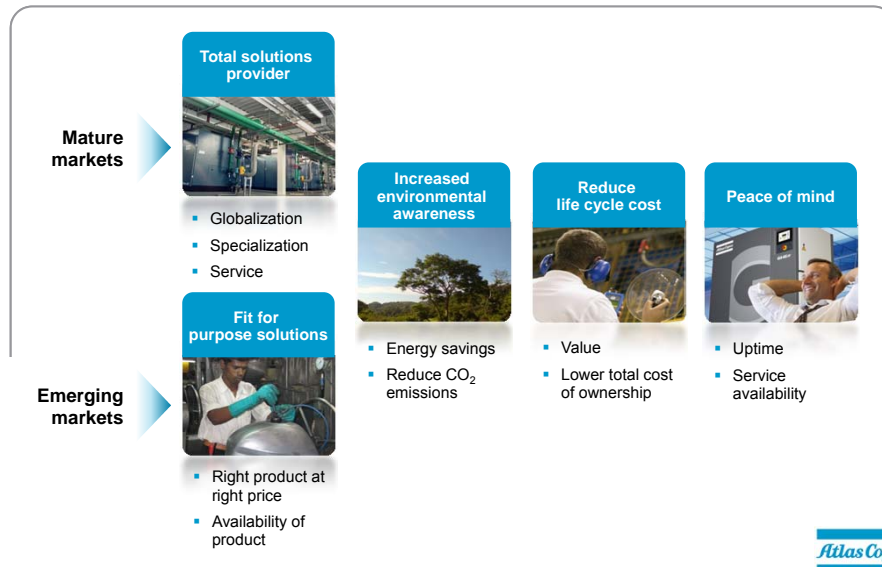 Total solutions
provider
Mature
markets
Globalization
Specialization
Service
Fit for
purpose solutions
Emerging
markets
Right product at
right price
Availability of
product
Increased
environmental
awareness
Energy savings
Reduce CO2
emissions
Reduce
life cycle cost
Value
Lower total cost
of ownership
Peace of mind
Uptime
Service
availability
Atlas Co